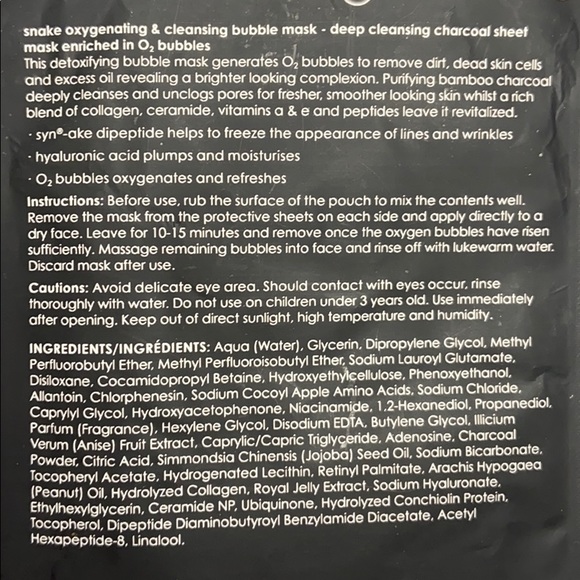 snake oxygenating & cleansing bubble mask - deep cleansing charcoal sheet
mask enriched in O₂ bubbles
This detoxifying bubble mask generates O₂ bubbles to remove dirt, dead skin cells
and excess oil revealing a brighter looking complexion. Purifying bamboo charcoal
deeply cleanses and unclogs pores for fresher, smoother looking skin whilst a rich
blend of collagen, ceramide, vitamins a & e and peptides leave it revitalized.
· syn®-ake dipeptide helps to freeze the appearance of lines and wrinkles
· hyaluronic acid plumps and moisturises
· O₂ bubbles oxygenates and refreshes
Instructions: Before use, rub the surface of the pouch to mix the contents well.
Remove the mask from the protective sheets on each side and apply directly to a
dry face. Leave for 10-15 minutes and remove once the oxygen bubbles have risen
sufficiently. Massage remaining bubbles into face and rinse off with lukewarm water.
Discard mask after use.
Cautions: Avoid delicate eye area. Should contact with eyes occur, rinse
thoroughly with water. Do not use on children under 3 years old. Use immediately
after opening. Keep out of direct sunlight, high temperature and humidity.
INGREDIENTS/INGRÉDIENTS: Aqua (Water), Glycerin, Dipropylene Glycol, Methyl
Perfluorobutyl Ether, Methyl Perfluoroisobutyl Ether, Sodium Lauroyl Glutamate,
Disiloxane, Cocamidopropyl Betaine, Hydroxyethylcellulose, Phenoxyethanol,
Allantoin, Chlorphenesin, Sodium Cocoyl Apple Amino Acids, Sodium Chloride,
Caprylyl Glycol, Hydroxyacetophenone, Niacinamide, 1,2-Hexanediol, Propanediol,
Parfum (Fragrance), Hexylene Glycol, Disodium EDTA, Butylene Glycol, Illicium
Verum (Anise) Fruit Extract, Caprylic/Capric Triglyceride, Adenosine, Charcoal
Powder, Citric Acid, Simmondsia Chinensis (Jojoba) Seed Oil, Sodium Bicarbonate,
Tocopheryl Acetate, Hydrogenated Lecithin, Retinyl Palmitate, Arachis Hypogaea
(Peanut) Oil, Hydrolyzed Collagen, Royal Jelly Extract, Sodium Hyaluronate,
Ethylhexylglycerin, Ceramide NP, Ubiquinone, Hydrolyzed Conchiolin Protein,
Tocopherol, Dipeptide Diaminobutyroyl Benzylamide Diacetate, Acetyl
Hexapeptide-8, Linalool.